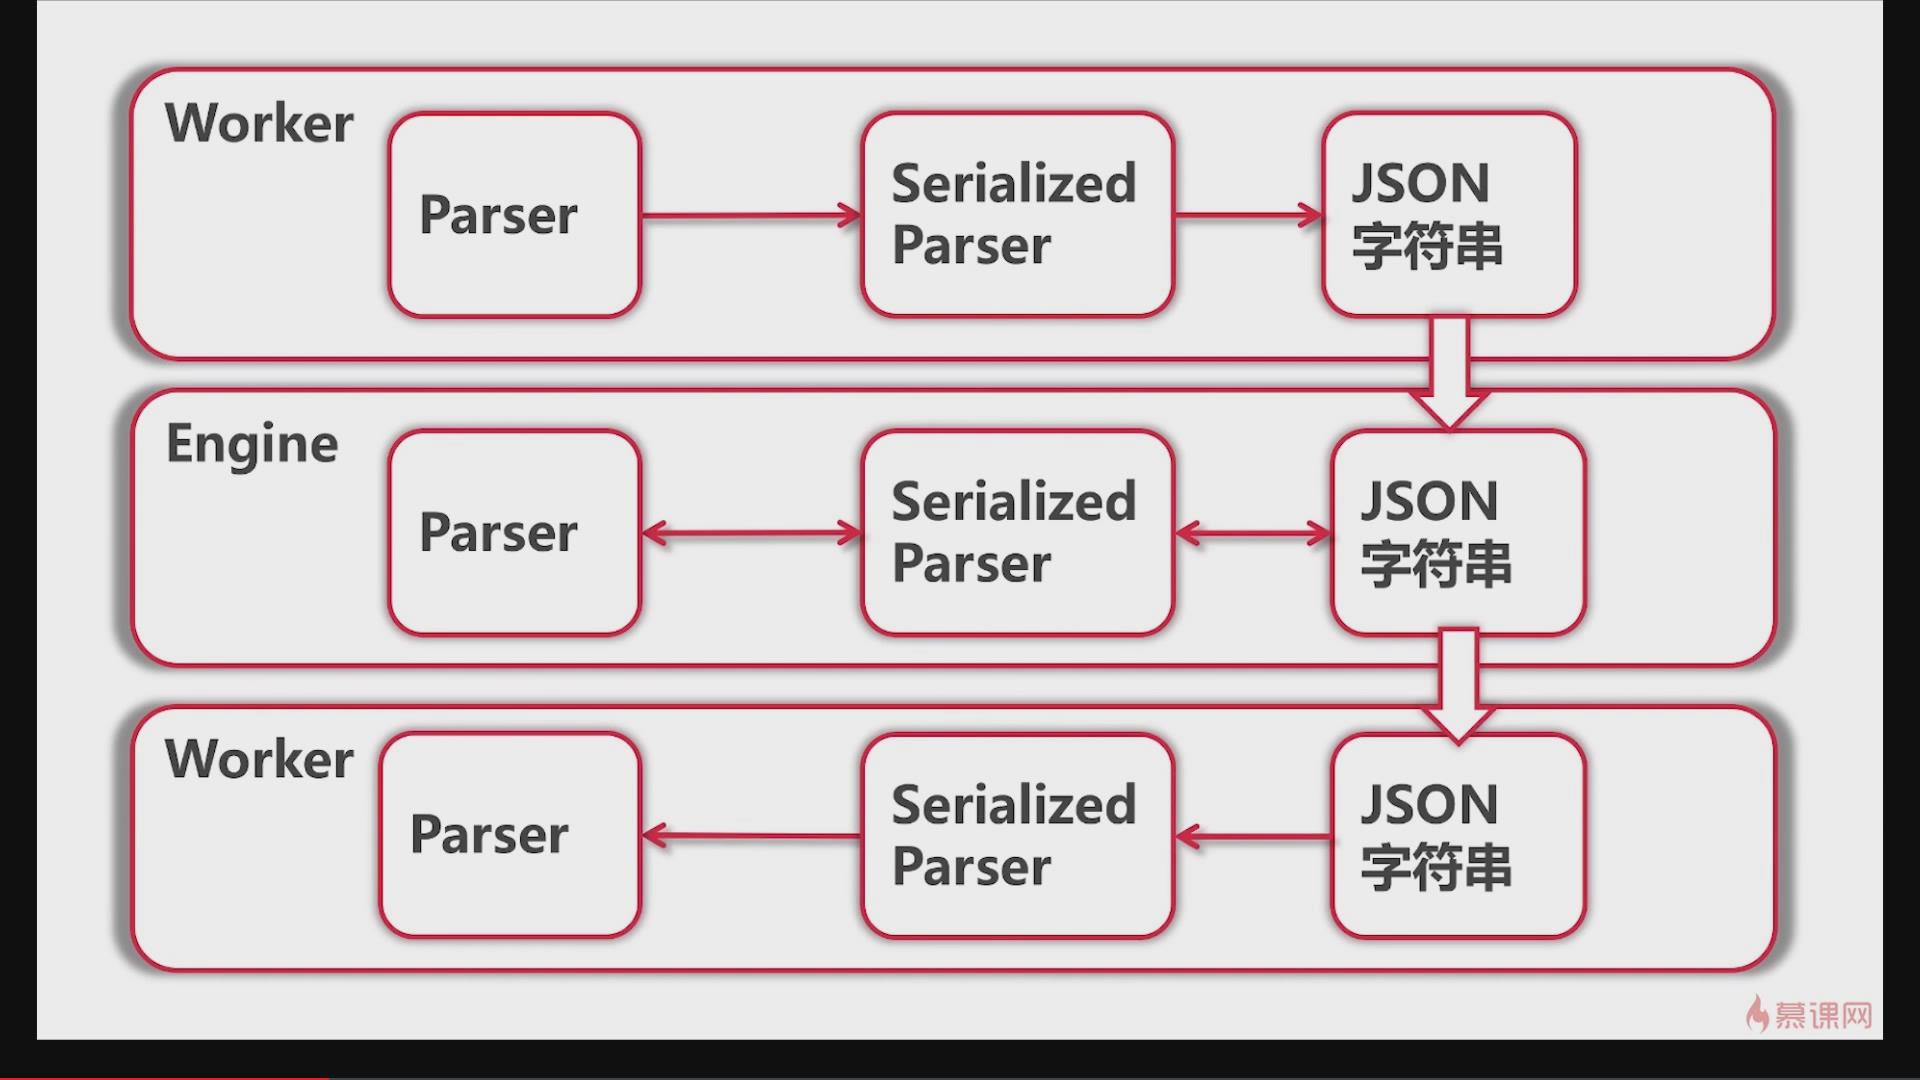 Worker
Parser
Serialized
Parser
JSON
字符串
Engine
Parser
Serialized
Parser
JSON
字符串
Worker
Parser
Serialized
Parser
JSON
字符串
慕课网